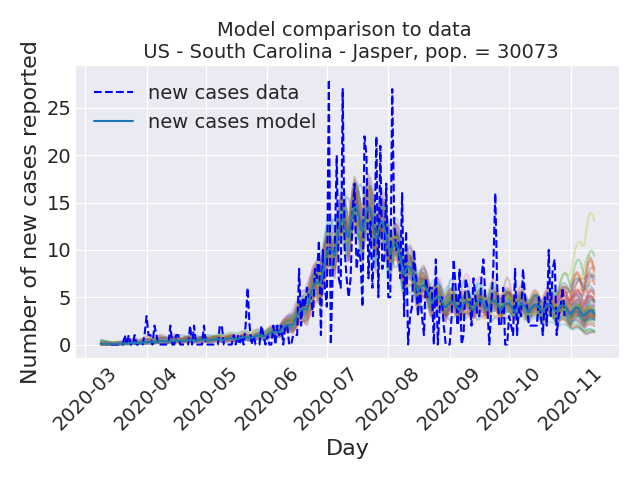 Model comparison to data
US - South Carolina - Jasper, pop. = 30073
Number of new cases reported
new cases data
new cases model
25
20
15
10
5
0
2020-03
2020-04
2020-05
2020-06
2020-07
2020-08
2020-09
2020-10
2020-11
Day